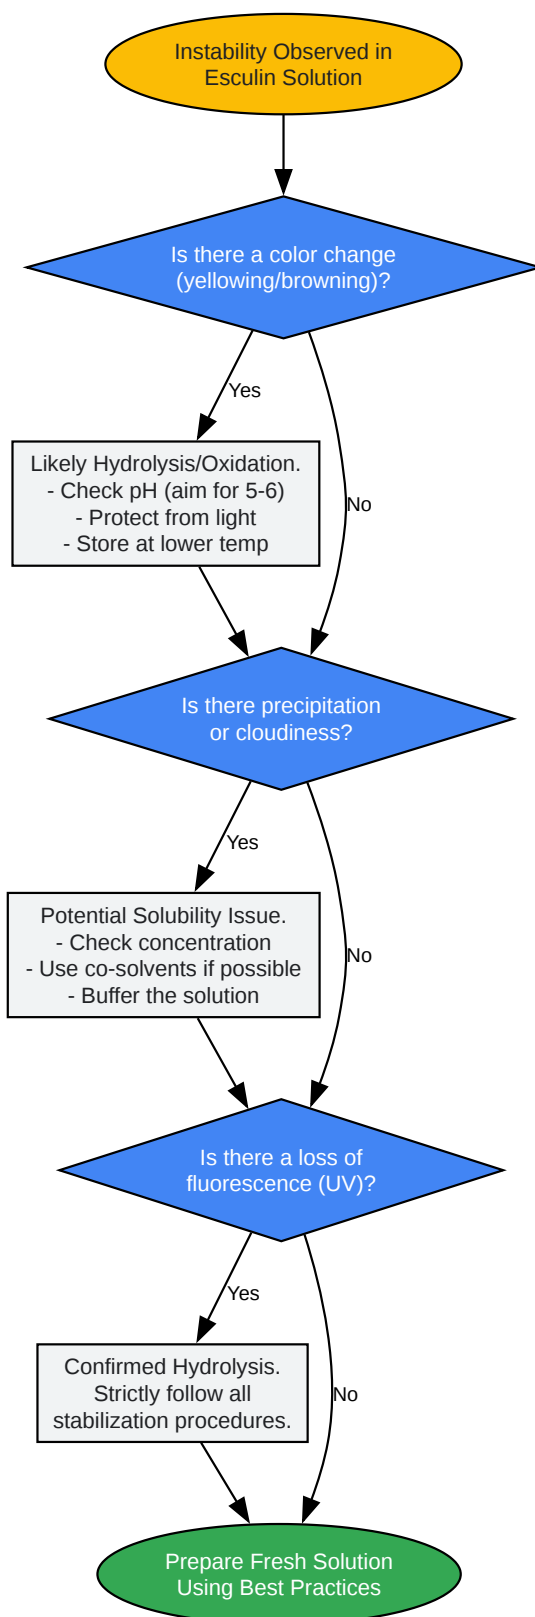 Instability Observed in
Esculin Solution
Is there a color change
(yellowing/browning)?
Yes
Likely Hydrolysis/Oxidation.
- Check pH (aim for 5-6)
- Protect from light
- Store at lower temp
No
Is there precipitation
or cloudiness?
Yes
Potential Solubility Issue.
- Check concentration
- Use co-solvents if possible
- Buffer the solution
No
Is there a loss of
fluorescence (UV)?
Yes
Confirmed Hydrolysis.
Strictly follow all
stabilization procedures.
No
Prepare Fresh Solution
Using Best Practices